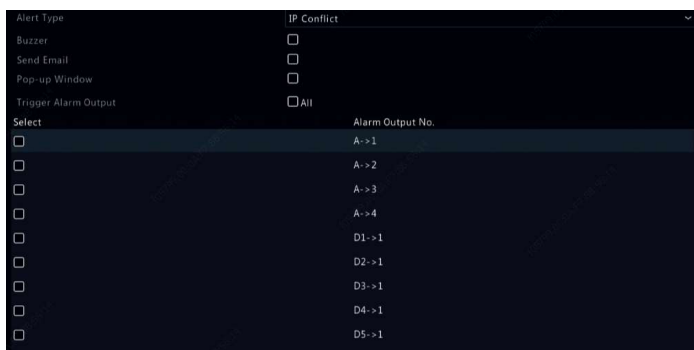 Alert Type IP Conflict
Buzzer
Send Email
Pop-up Window
Trigger Alarm Output All
Select Alarm Output No.
A->1
A->2
A->3
A->4
D1->1
D2->1
D3->1
D4->1
D5->1